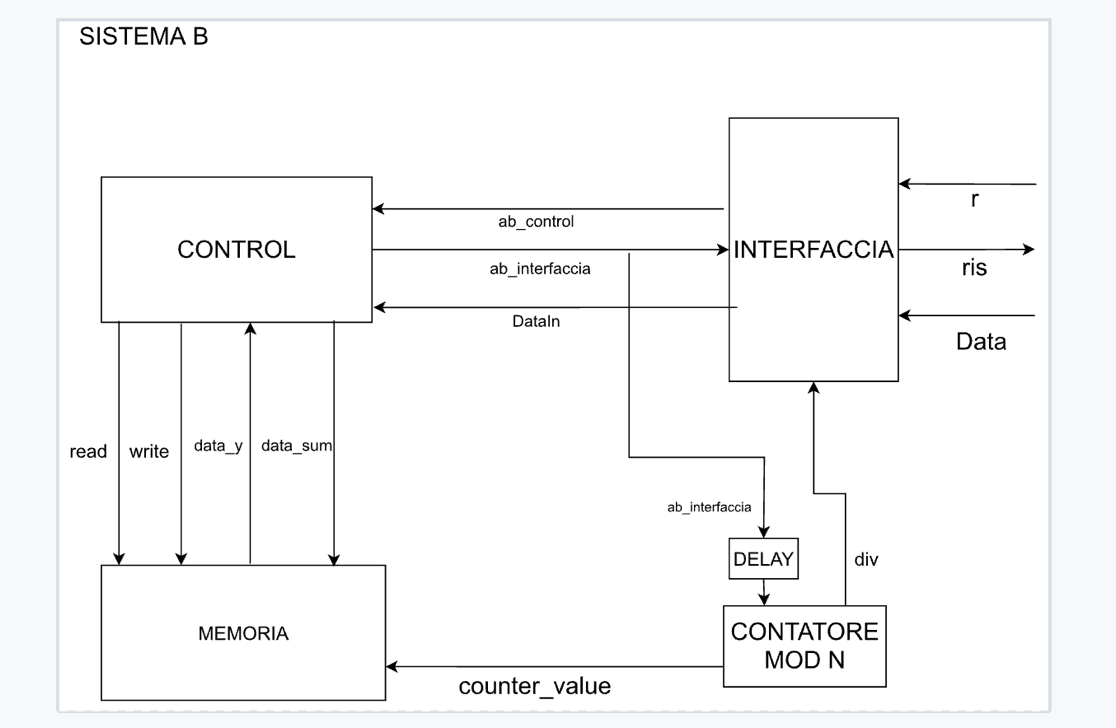 SISTEMA B
CONTROL
ab_control
ab_interfaccia
DataIn
INTERFACCIA
r
ris
Data
read
write
data_y
data_sum
ab_interfaccia
DELAY
div
MEMORIA
CONTATORE
MOD N
counter_value